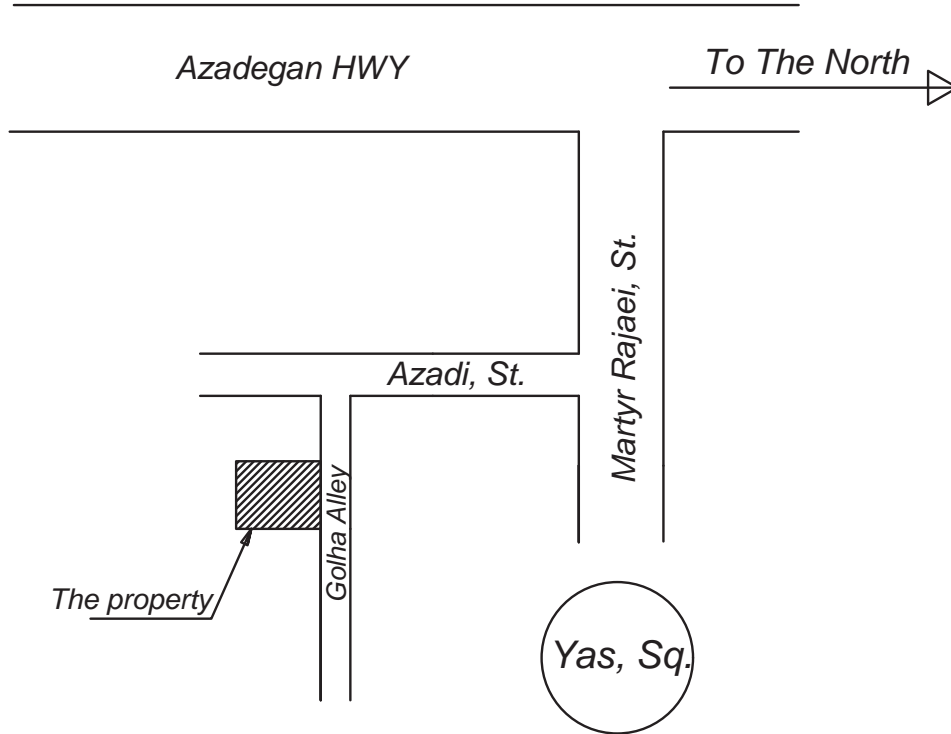 Azadegan HWY
To The North
Martyr Rajaei, St.
Azadi, St.
Golha Alley
The property
Yas, Sq.